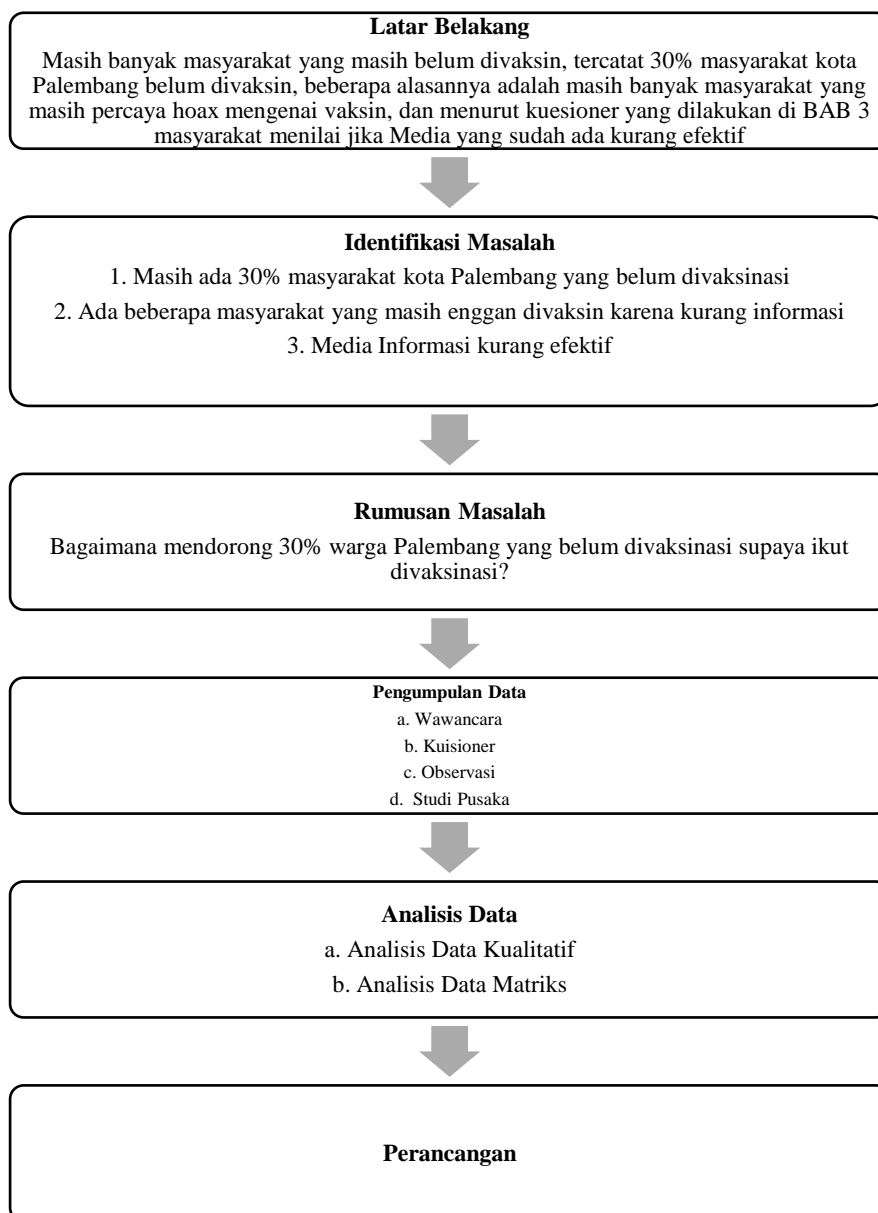 Latar Belakang
Masih banyak masyarakat yang masih belum divaksin, tercatat 30% masyarakat kota
Palembang belum divaksin, beberapa alasannya adalah masih banyak masyarakat yang
masih percaya hoax mengenai vaksin, dan menurut kuesioner yang dilakukan di BAB 3
masyarakat menilai jika Media yang sudah ada kurang efektif
Identifikasi Masalah
1. Masih ada 30% masyarakat kota Palembang yang belum divaksinasi
2. Ada beberapa masyarakat yang masih enggan divaksin karena kurang informasi
3. Media Informasi kurang efektif
Rumusan Masalah
Bagaimana mendorong 30% warga Palembang yang belum divaksinasi supaya ikut
divaksinasi?
Pengumpulan Data
a. Wawancara
b. Kuisioner
c. Observasi
d. Studi Pusaka
Analisis Data
a. Analisis Data Kualitatif
b. Analisis Data Matriks
Perancangan